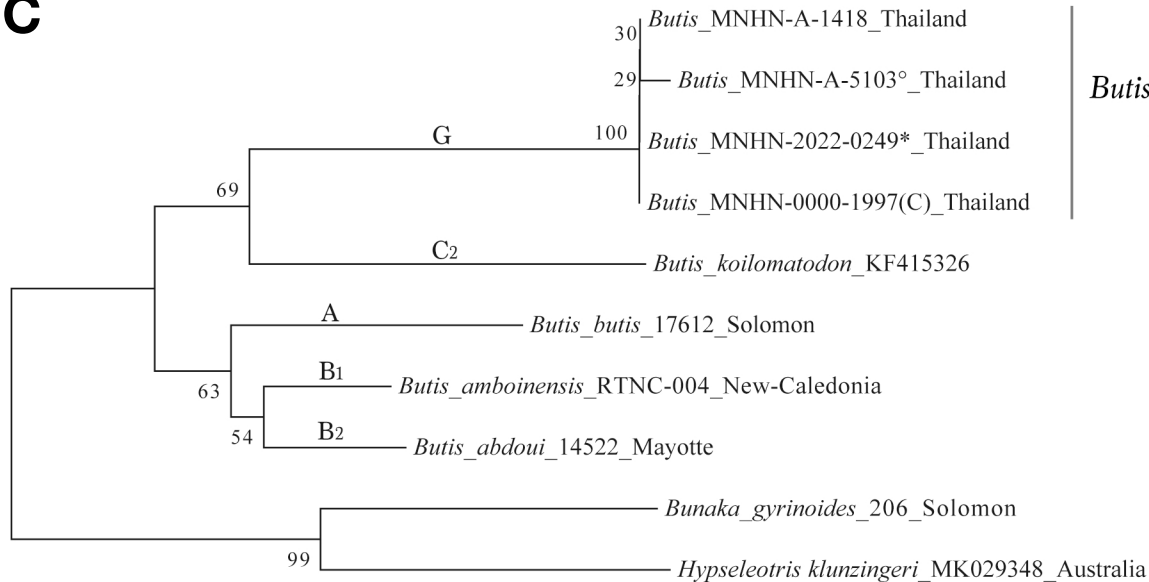 C
30
Butis_MNHN-A-1418_Thailand
29
Butis_MNHN-A-5103°_Thailand
Butis
G
100
Butis_MNHN-2022-0249*_Thailand
69
Butis_MNHN-0000-1997(C)_Thailand
C2
Butis_koilomatodon_KF415326
A
Butis_butis_17612_Solomon
63
B1
Butis_amboinensis_RTNC-004_New-Caledonia
54
B2
Butis_abdoui_14522_Mayotte
Bunaka_gyrinoides_206_Solomon
99
Hypseleotris klunzingeri_MK029348_Australia